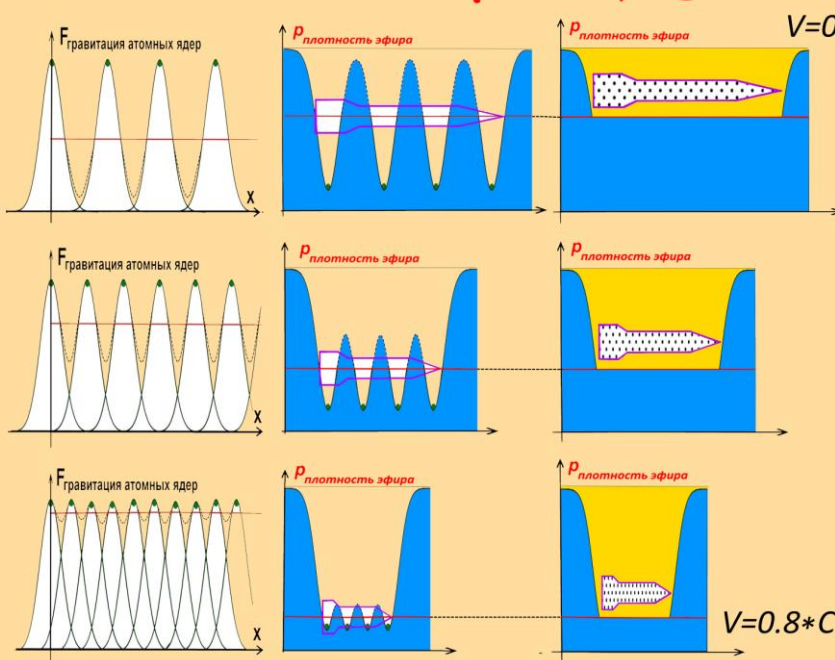 F гравитация атомных ядер
X
p плотность эфира
p плотность эфира
V=0
F гравитация атомных ядер
X
p плотность эфира
p плотность эфира
F гравитация атомных ядер
X
p плотность эфира
p плотность эфира
V=0.8*C